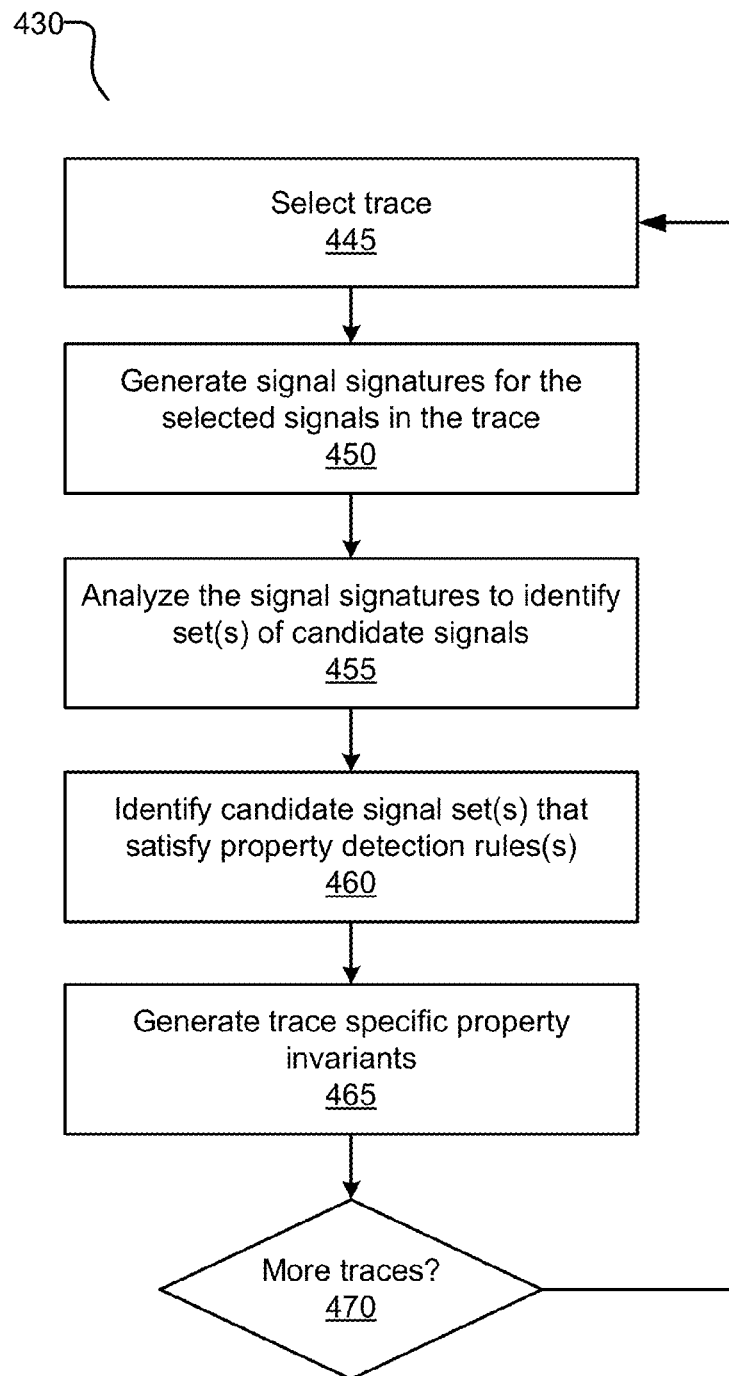 430
Select trace
445
Generate signal signatures for the
selected signals in the trace
450
Analyze the signal signatures to identify
set(s) of candidate signals
455
Identify candidate signal set(s) that
satisfy property detection rules(s)
460
Generate trace specific property
invariants
465
More traces?
470